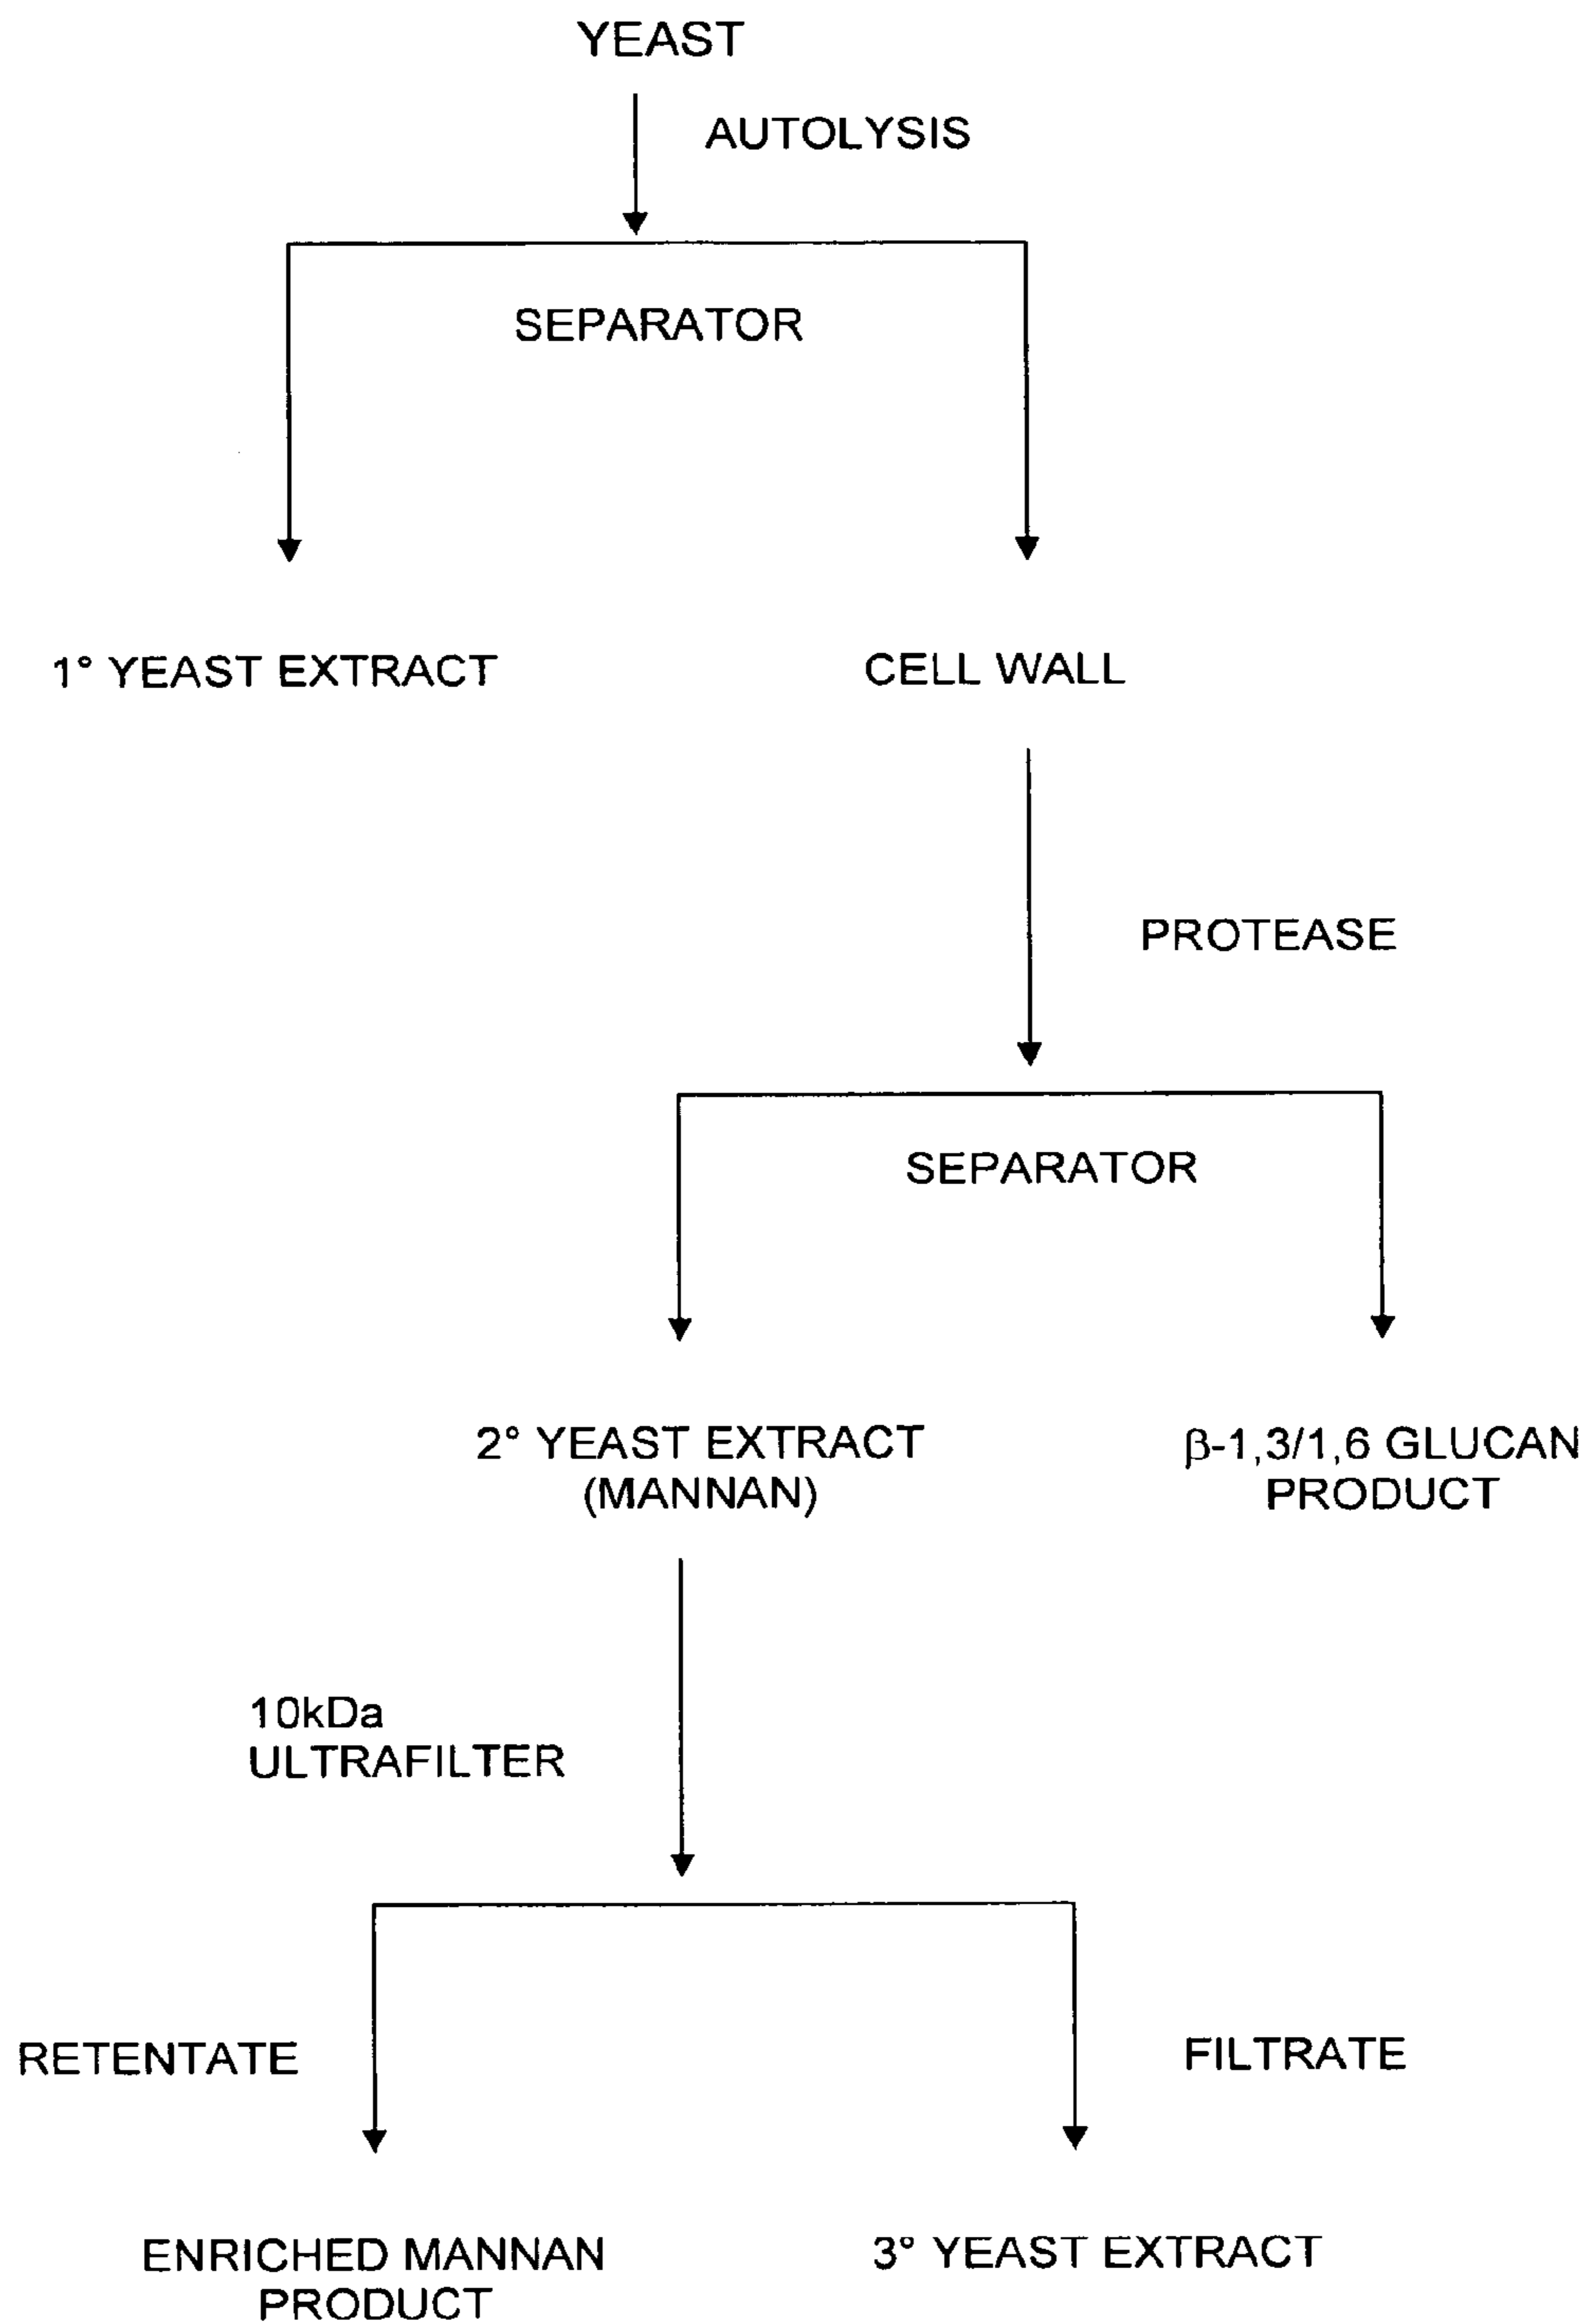 YEAST
AUTOLYSIS
SEPARATOR
1° YEAST EXTRACT
CELL WALL
PROTEASE
SEPARATOR
2° YEAST EXTRACT
(MANNAN)
β-1,3/1,6 GLUCAN
PRODUCT
10kDa
ULTRAFILTER
RETENTATE
FILTRATE
ENRICHED MANNAN
PRODUCT
3° YEAST EXTRACT